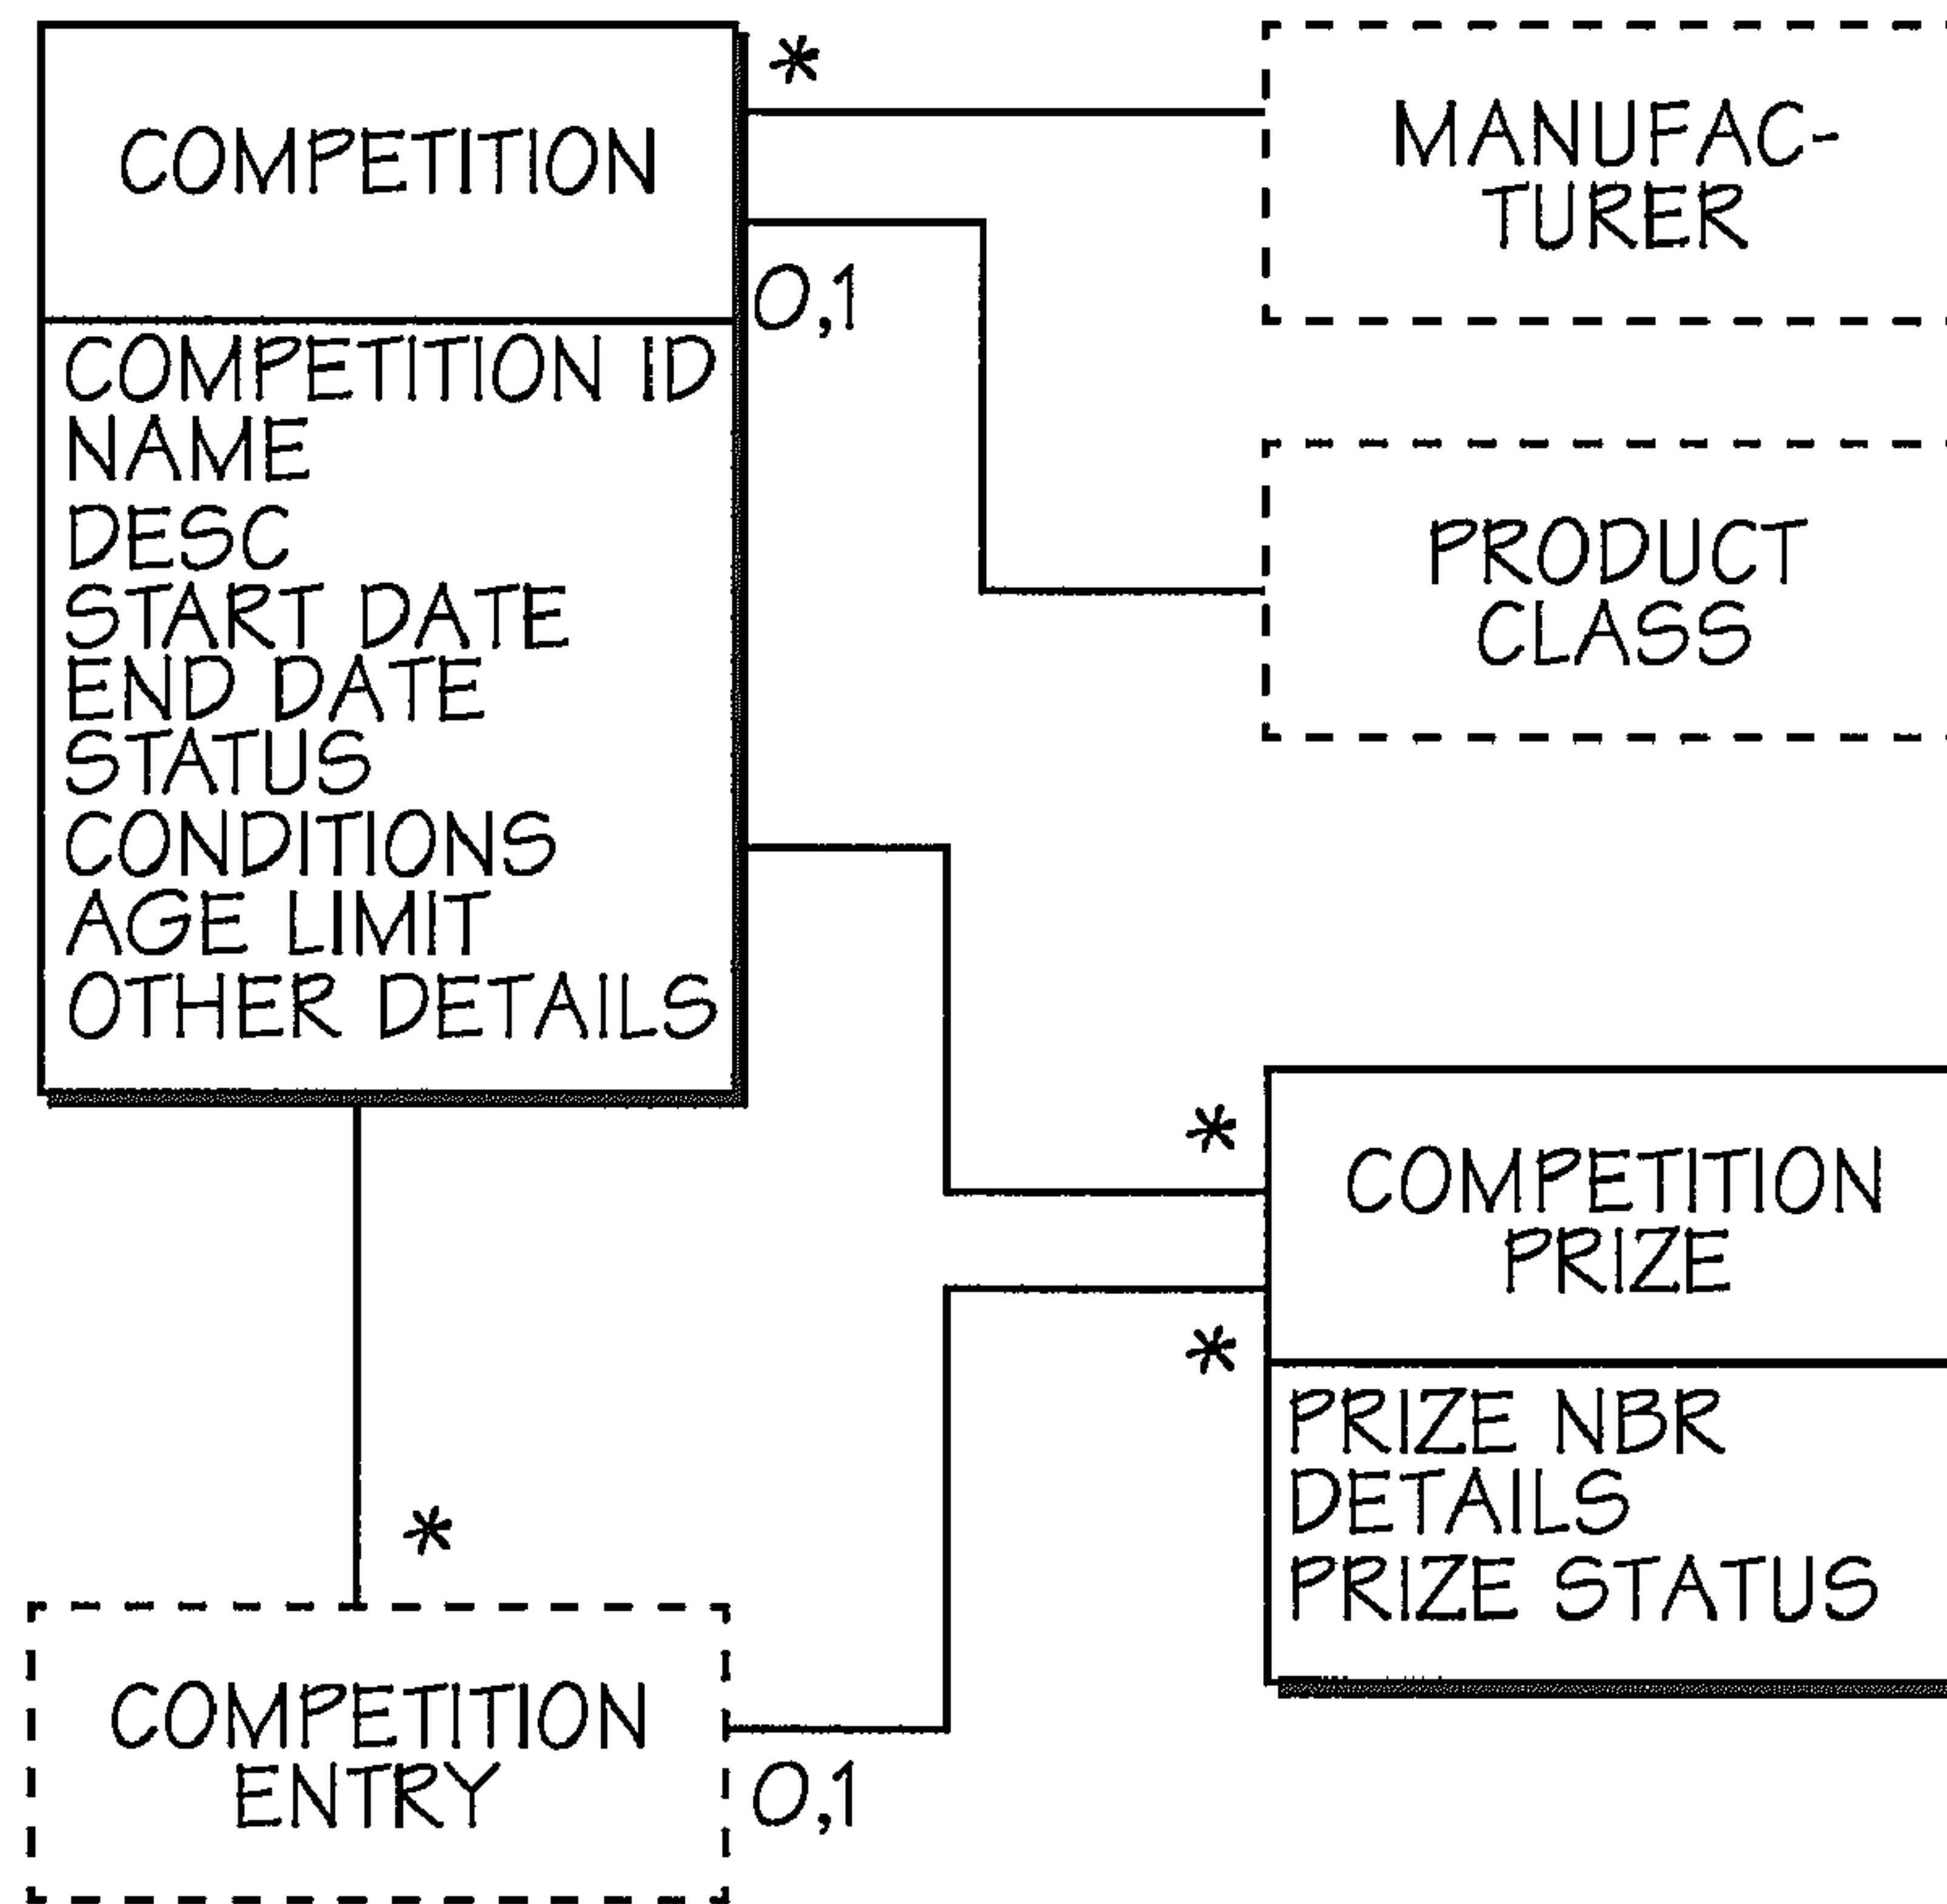 COMPETITION
*
0,1
COMPETITION ID
NAME
DESC
START DATE
END DATE
STATUS
CONDITIONS
AGE LIMIT
OTHER DETAILS
MANUFAC-
TURER
PRODUCT
CLASS
*
COMPETITION
PRIZE
*
PRIZE NBR
DETAILS
PRIZE STATUS
*
COMPETITION
ENTRY
0,1